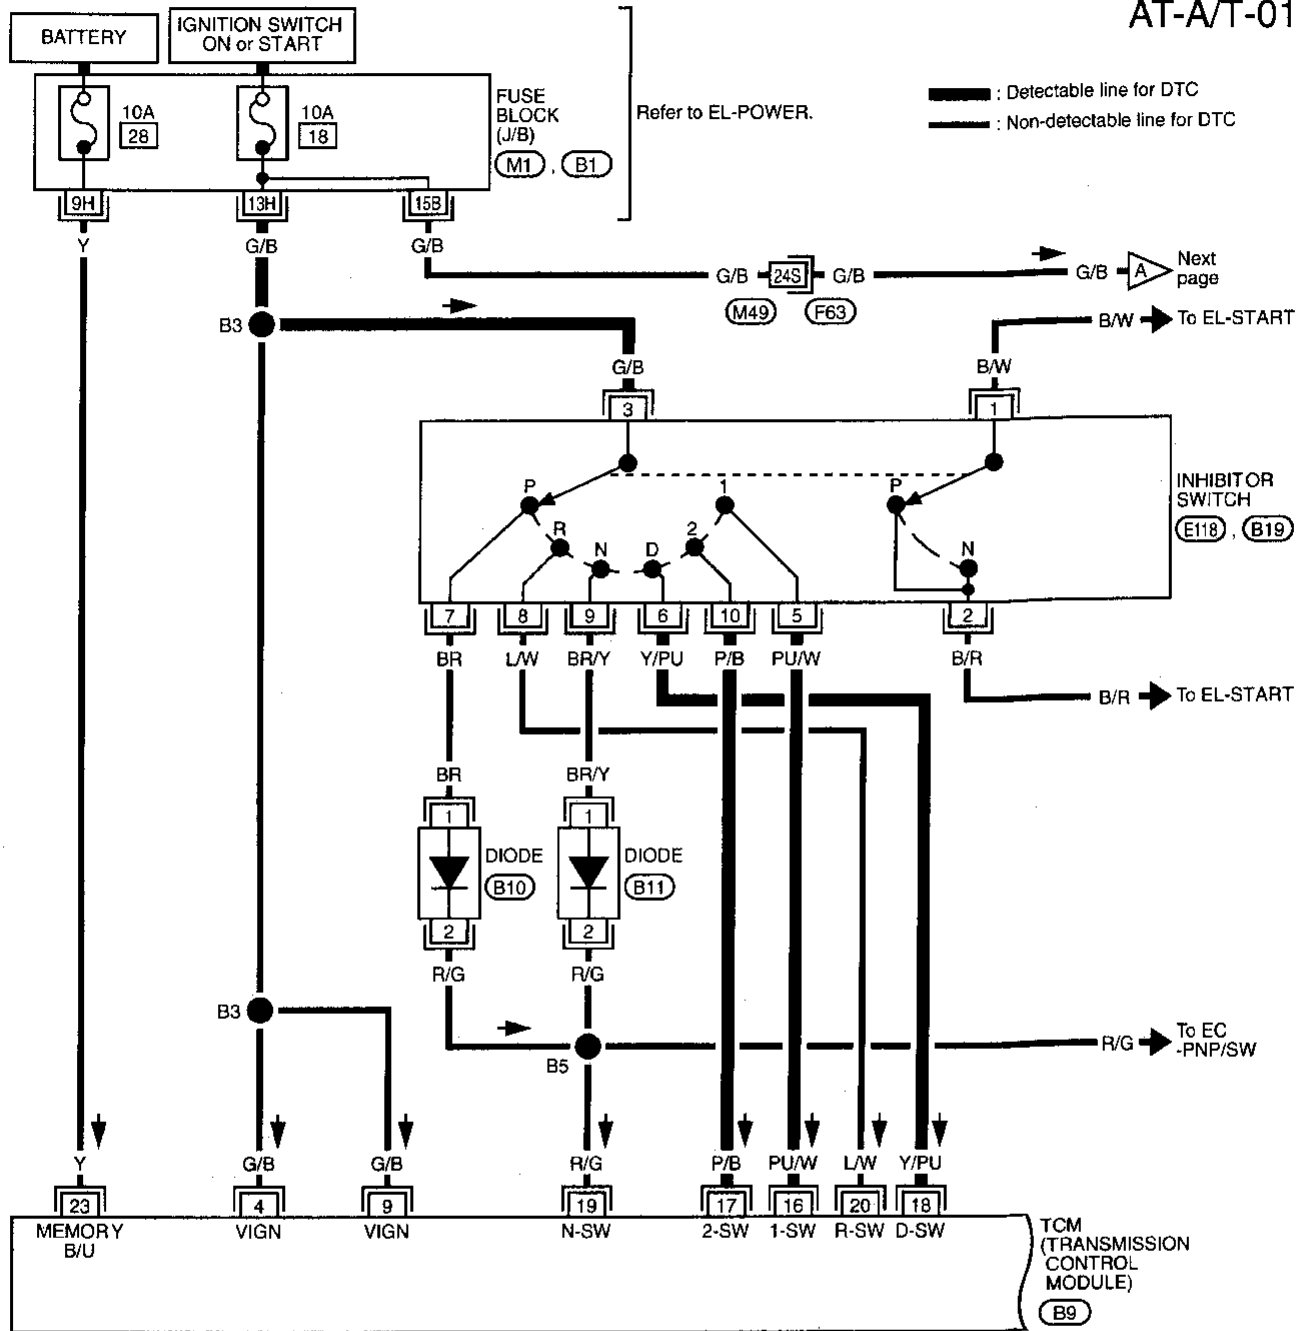 AT-A/T-01
BATTERY
IGNITION SWITCH
ON or START
10A
28
10A
18
FUSE
BLOCK
(J/B)
M1 , B1
Refer to EL-POWER.
: Detectable line for DTC
: Non-detectable line for DTC
9H
13H
15B
Y
G/B
G/B
G/B
24S
G/B
G/B
A
Next
page
M49
F63
B3
B/W
To EL-START
G/B
B/W
3
1
P
1
P
R
N
D
2
N
INHIBITOR
SWITCH
E118 , B19
7
8
9
6
10
5
2
BR
L/W
BR/Y
Y/PU
P/B
PU/W
B/R
B/R
To EL-START
BR
BR/Y
1
1
DIODE
B10
DIODE
B11
2
2
R/G
R/G
B3
B5
R/G
To EC
-PNP/SW
Y
G/B
G/B
R/G
P/B
PU/W
L/W
Y/PU
23
4
9
19
17
16
20
18
MEMORY
B/U
VIGN
VIGN
N-SW
2-SW
1-SW
R-SW
D-SW
TCM
(TRANSMISSION
CONTROL
MODULE)
B9